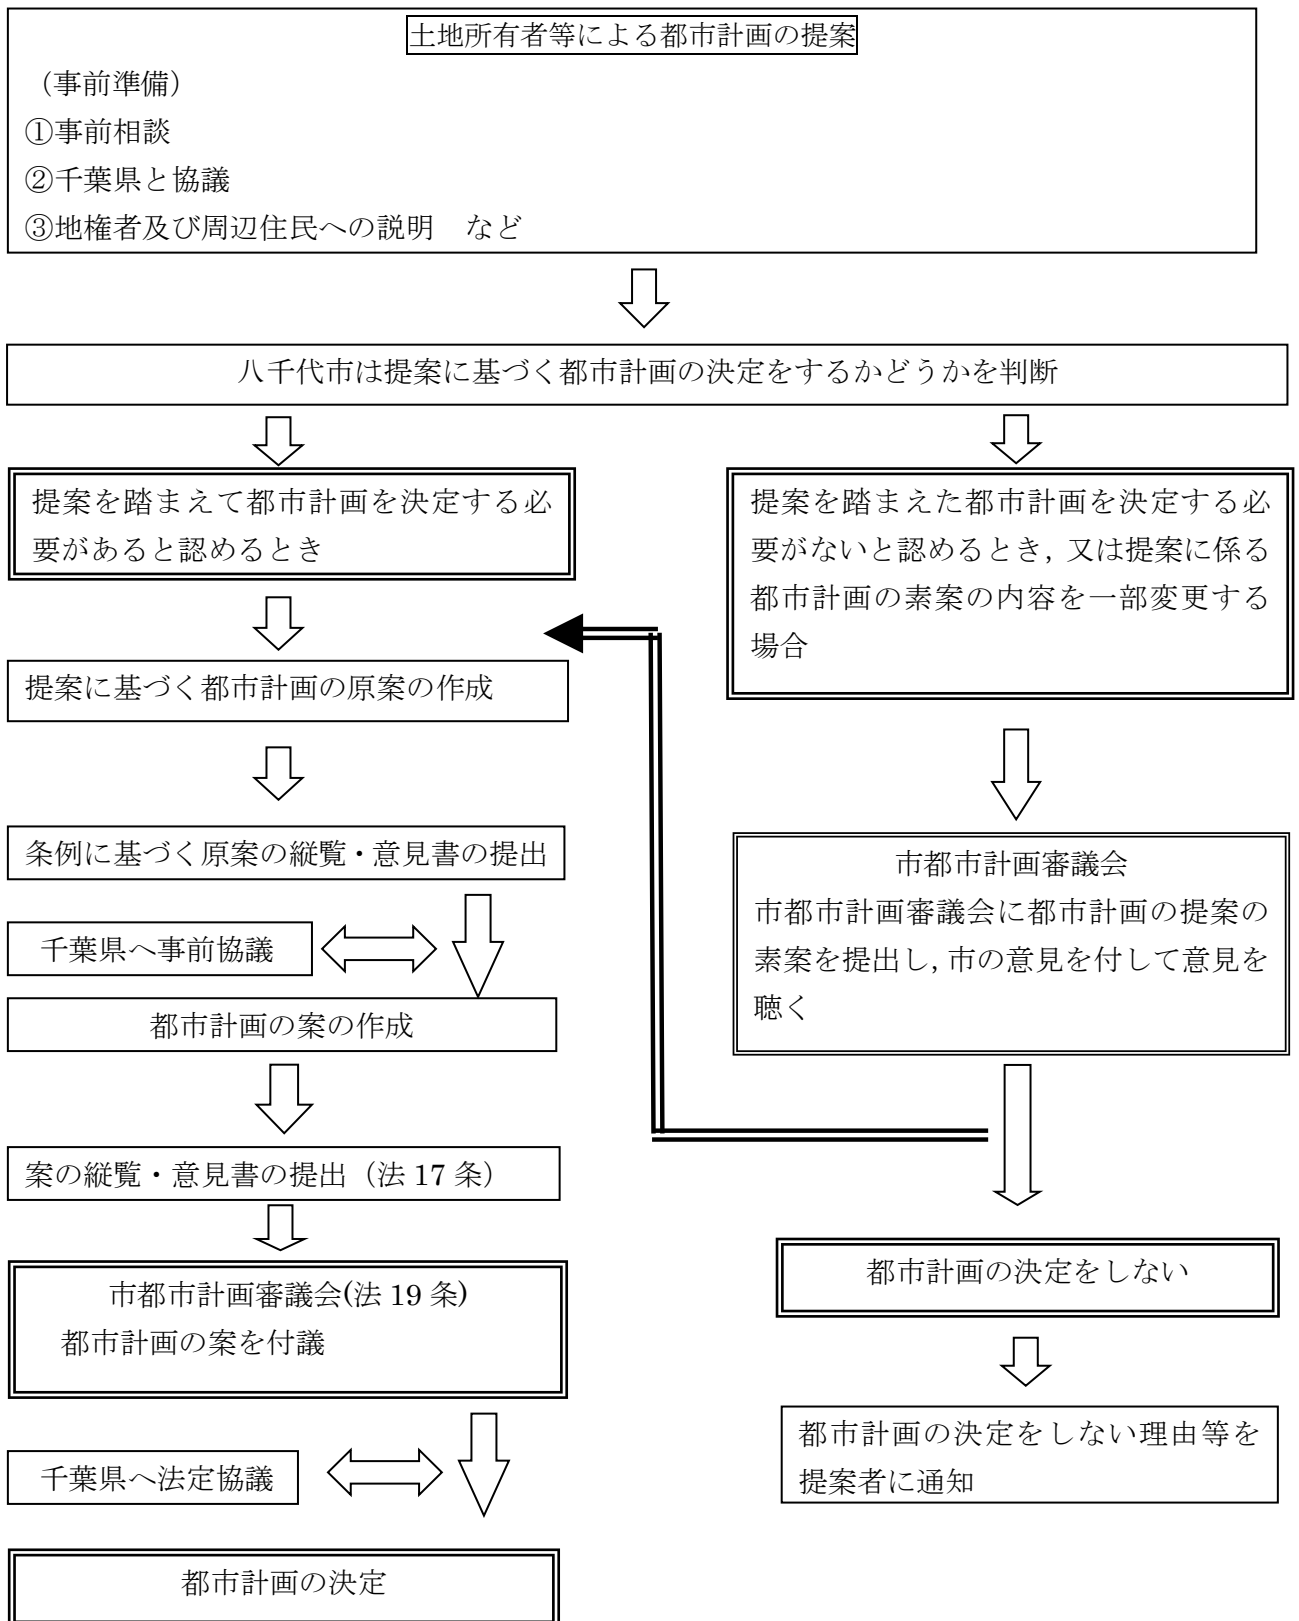 土地所有者等による都市計画の提案
（事前準備）
①事前相談
②千葉県と協議
③地権者及び周辺住民への説明　など
八千代市は提案に基づく都市計画の決定をするかどうかを判断
提案を踏まえて都市計画を決定する必
要があると認めるとき
提案に基づく都市計画の原案の作成
条例に基づく原案の縦覧・意見書の提出
千葉県へ事前協議
都市計画の案の作成
案の縦覧・意見書の提出（法 17 条）
市都市計画審議会(法 19 条)
都市計画の案を付議
千葉県へ法定協議
都市計画の決定
提案を踏まえた都市計画を決定する必
要がないと認めるとき, 又は提案に係る
都市計画の素案の内容を一部変更する
場合
市都市計画審議会
市都市計画審議会に都市計画の提案の
素案を提出し, 市の意見を付して意見を
聴く
都市計画の決定をしない
都市計画の決定をしない理由等を
提案者に通知